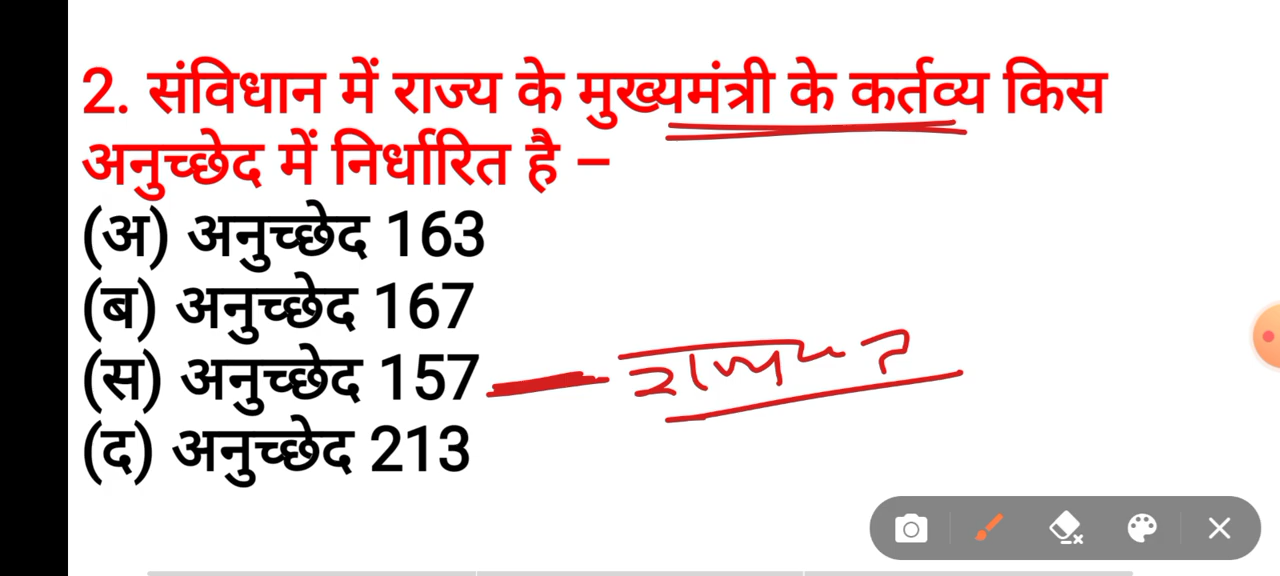 2. संविधान में राज्य के मुख्यमंत्री के कर्तव्य किस
अनुच्छेद में निर्धारित है –
(अ) अनुच्छेद 163
(ब) अनुच्छेद 167
(स) अनुच्छेद 157
(द) अनुच्छेद 213